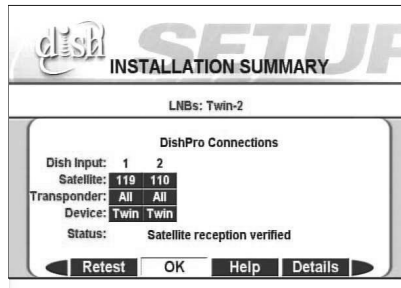 dish
SETUP
INSTALLATION SUMMARY
LNBs: Twin-2
DishPro Connections
Dish Input: 1 2
Satellite: 119 110
Transponder: All All
Device: Twin Twin
Status: Satellite reception verified
Retest OK Help Details